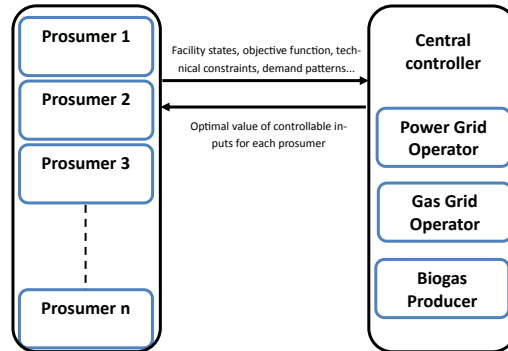 Prosumer 1
Prosumer 2
Prosumer 3
Prosumer n
Facility states, objective function, tech-
nical constraints, demand patterns...
Optimal value of controllable in-
puts for each prosumer
Central
controller
Power Grid
Operator
Gas Grid
Operator
Biogas
Producer